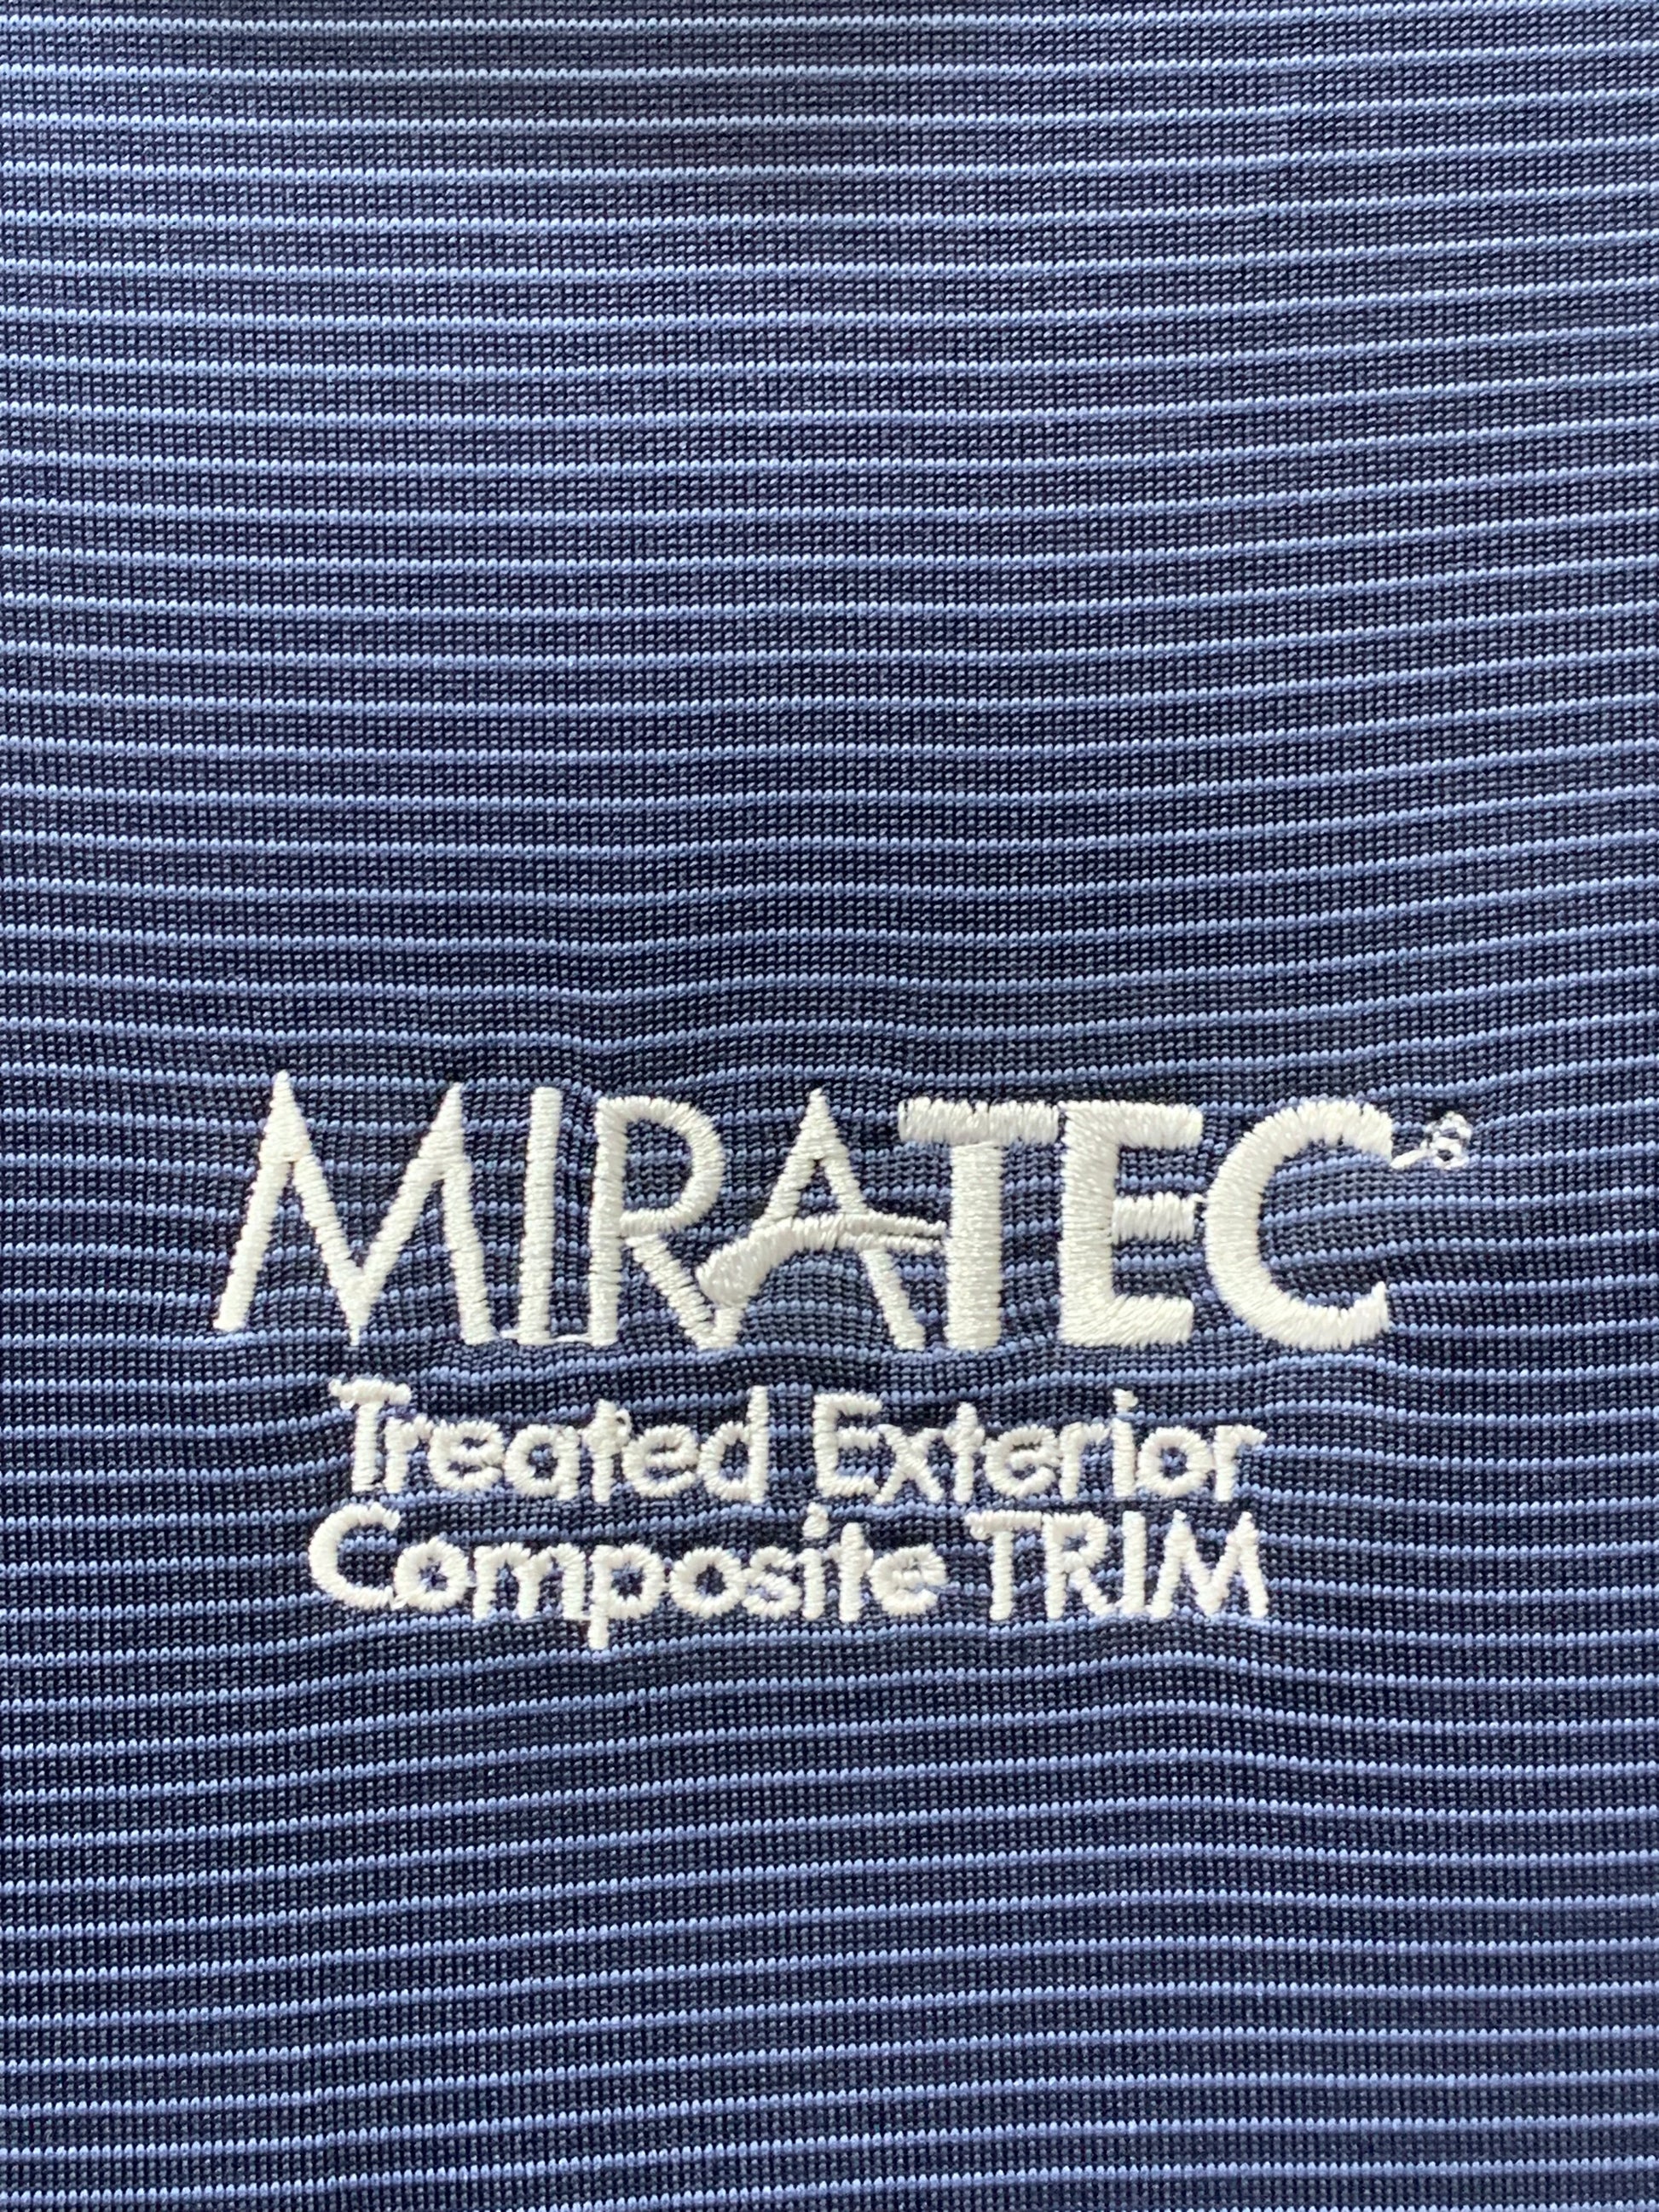 MIRATEC®
Treated Exterior
Composite TRIM